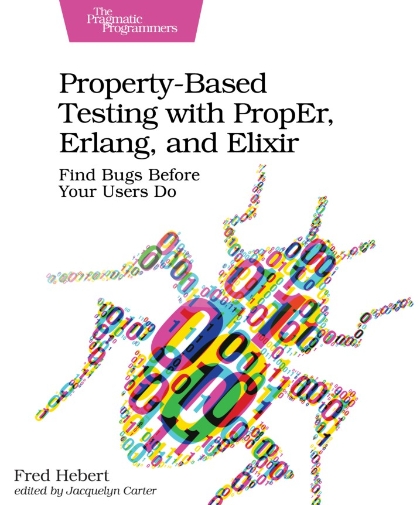 The
Pragmatic
Programmers
Property-Based
Testing with PropEr,
Erlang, and Elixir
Find Bugs Before
Your Users Do
Fred Hebert
edited by Jacquelyn Carter